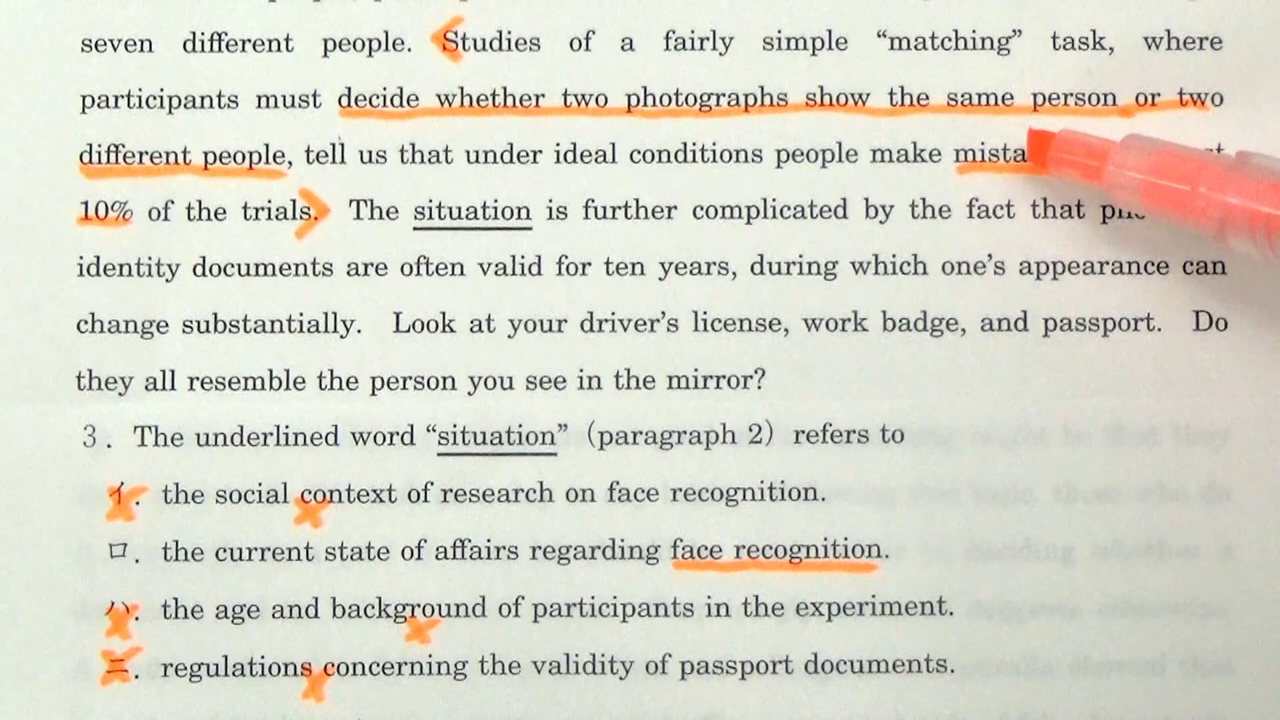 seven different people. Studies of a fairly simple “matching” task, where
participants must decide whether two photographs show the same person or two
different people, tell us that under ideal conditions people make
10% of the trials. The situation is further complicated by the fact that
identity documents are often valid for ten years, during which one’s appearance can
change substantially. Look at your driver’s license, work badge, and passport. Do
they all resemble the person you see in the mirror?
3. The underlined word “situation” (paragraph 2) refers to
イ. the social context of research on face recognition.
ロ. the current state of affairs regarding face recognition.
ハ. the age and background of participants in the experiment.
ニ. regulations concerning the validity of passport documents.